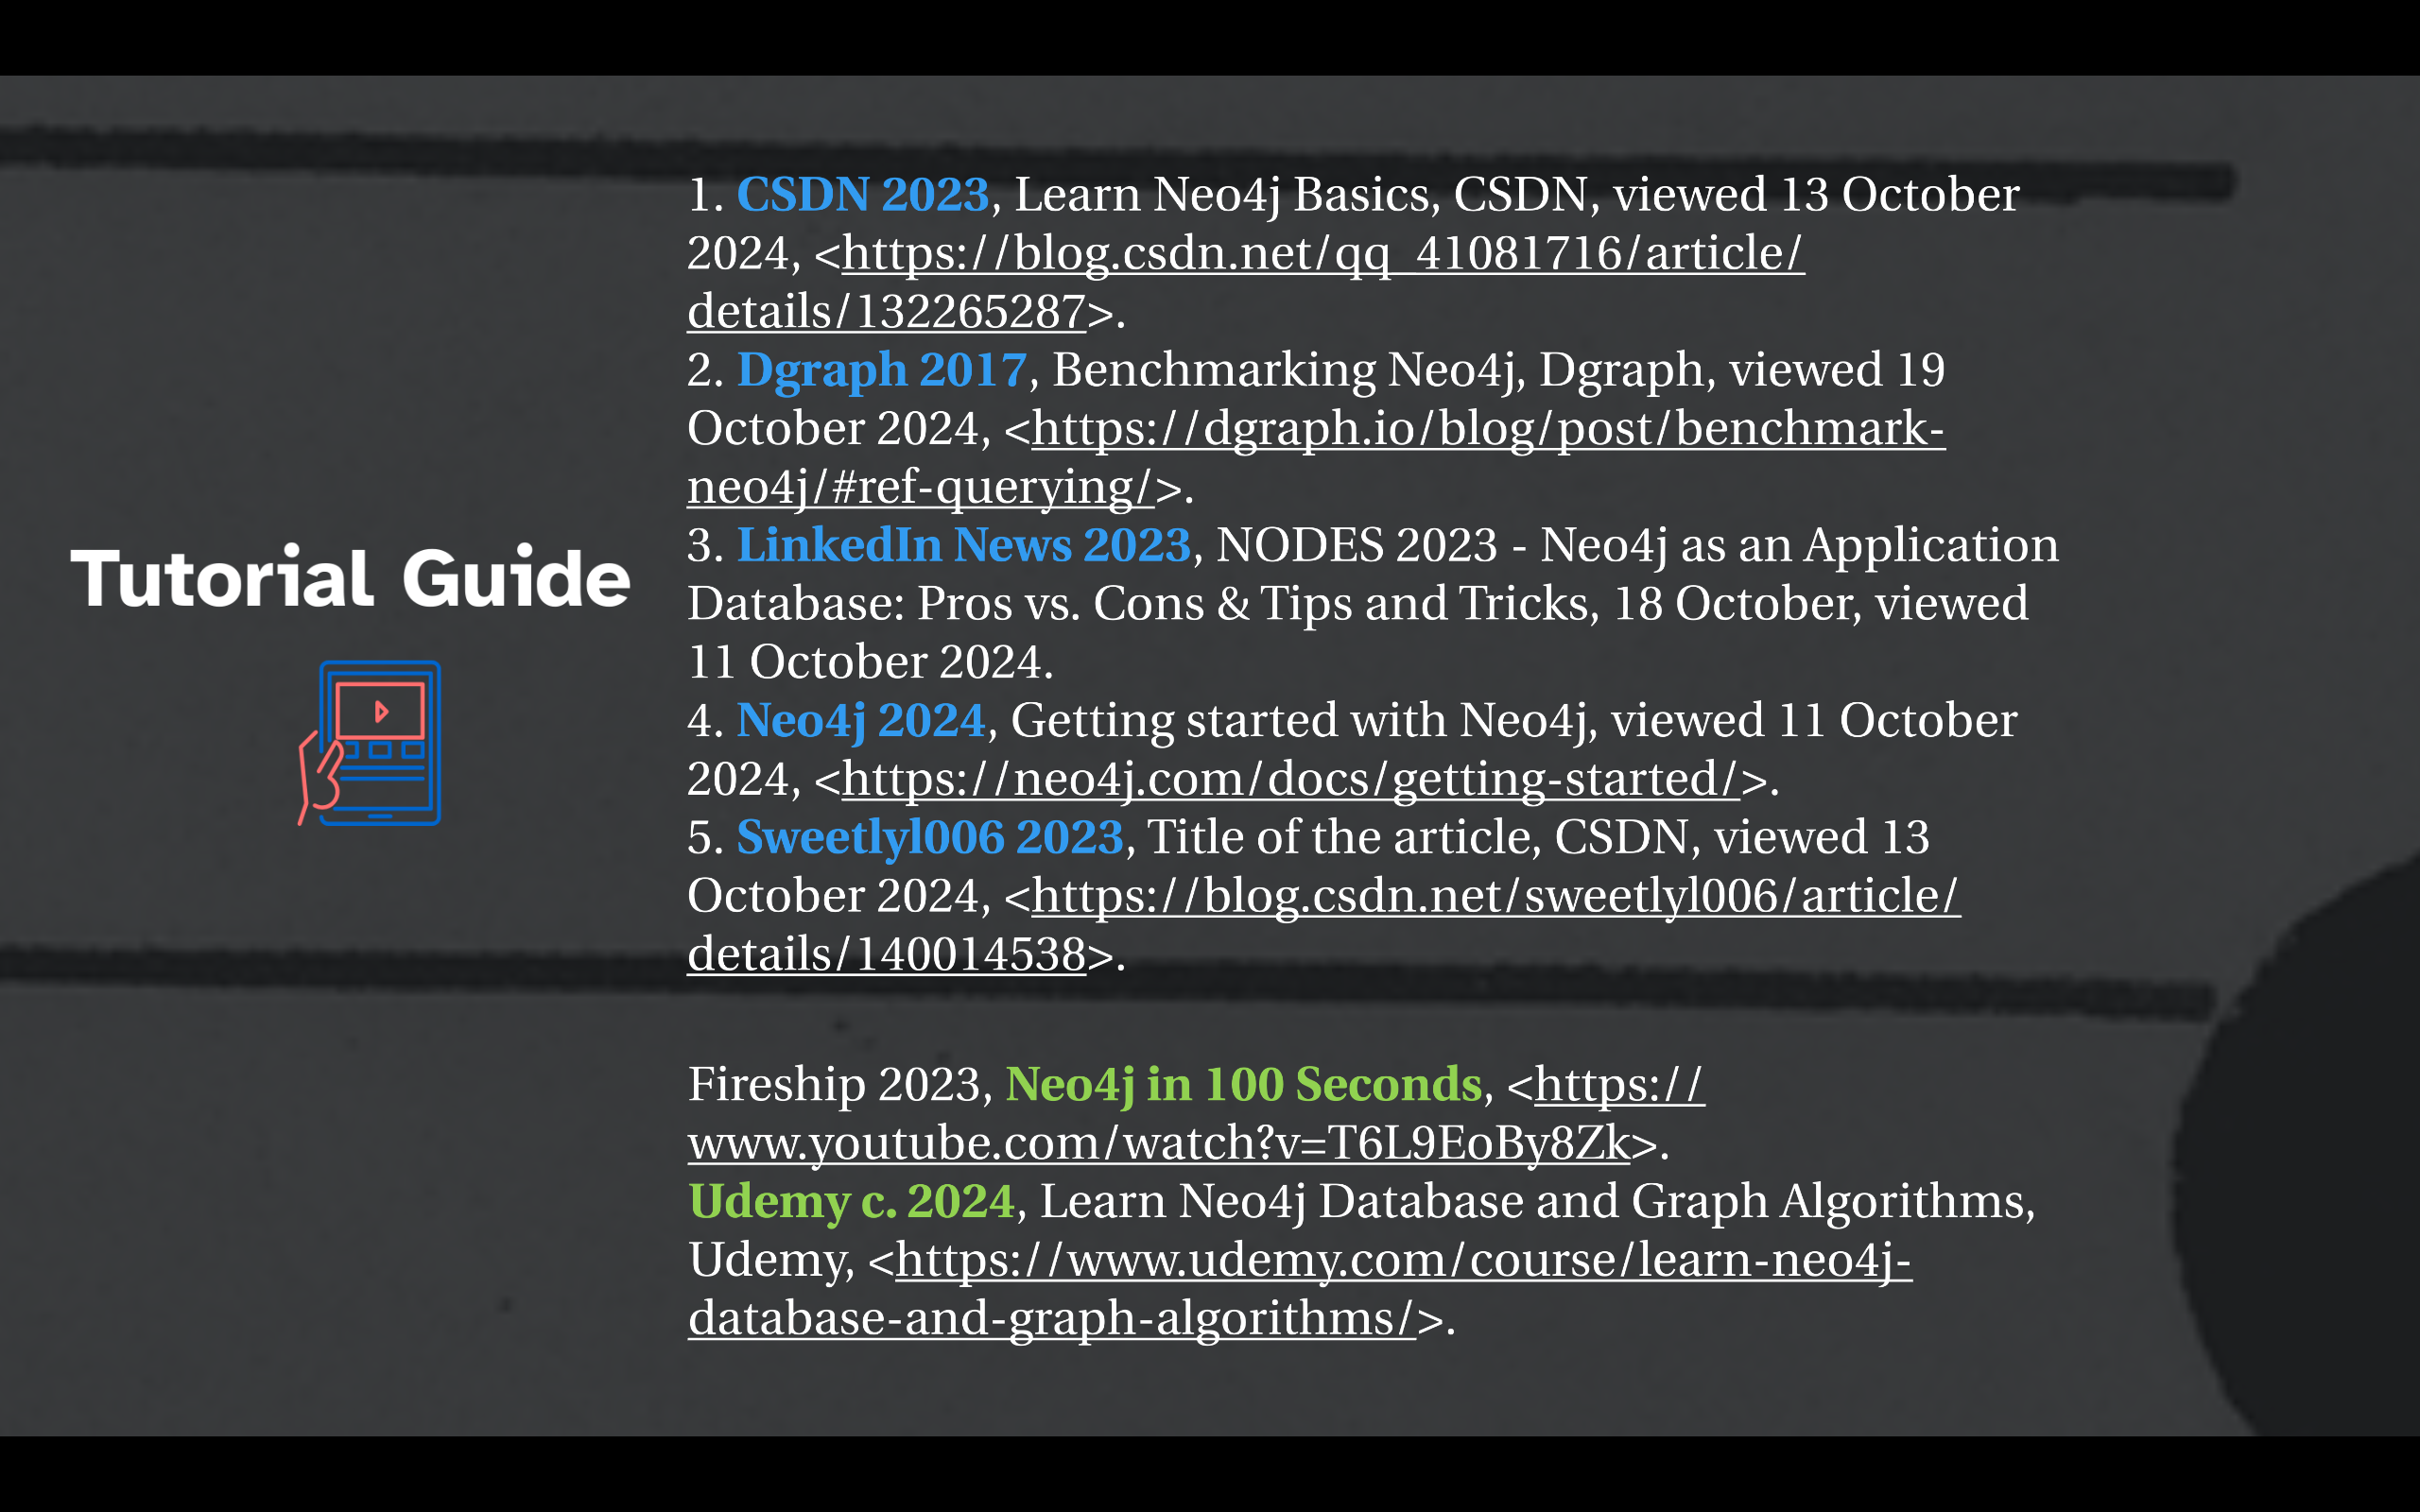 Tutorial Guide
1. CSDN 2023, Learn Neo4j Basics, CSDN, viewed 13 October
2024, <https://blog.csdn.net/qq_41081716/article/
details/132265287>.
2. Dgraph 2017, Benchmarking Neo4j, Dgraph, viewed 19
October 2024, <https://dgraph.io/blog/post/benchmark-
neo4j/#ref-querying/>.
3. LinkedIn News 2023, NODES 2023 - Neo4j as an Application
Database: Pros vs. Cons & Tips and Tricks, 18 October, viewed
11 October 2024.
4. Neo4j 2024, Getting started with Neo4j, viewed 11 October
2024, <https://neo4j.com/docs/getting-started/>.
5. Sweetlyl006 2023, Title of the article, CSDN, viewed 13
October 2024, <https://blog.csdn.net/sweetlyl006/article/
details/140014538>.
Fireship 2023, Neo4j in 100 Seconds, <https://
www.youtube.com/watch?v=T6L9EoBy8Zk>.
Udemy c. 2024, Learn Neo4j Database and Graph Algorithms,
Udemy, <https://www.udemy.com/course/learn-neo4j-
database-and-graph-algorithms/>.